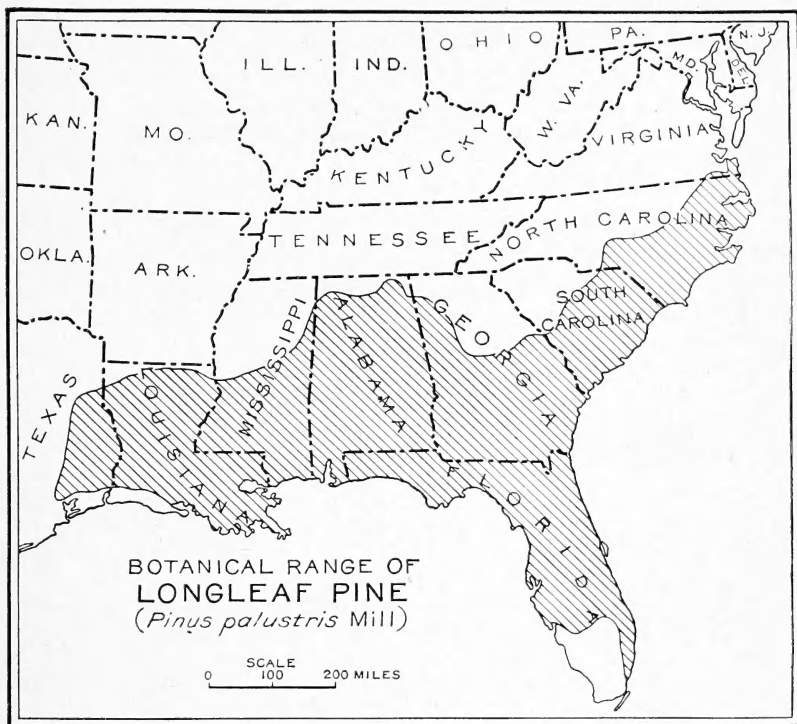 OHIO
PA.
N.J.
ILL.
IND.
MD.
DEL.
W. VA.
KAN.
MO.
VIRGINIA
KENTUCKY
NORTH CAROLINA
TENNESSEE
OKLA.
ARK.
SOUTH
CAROLINA
MISSISSIPPI
ALABAMA
GEORGIA
TEXAS
LOUISIANA
FLORIDA
BOTANICAL RANGE OF
LONGLEAF PINE
(Pinus palustris Mill)
SCALE
0 100 200 MILES